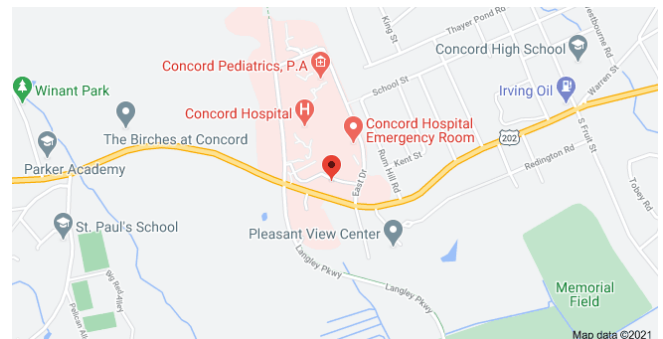 Thayer Pond Rd
King St
Westbourne Rd
Concord High School
Concord Pediatrics, P.A
School St
Warren St
Winant Park
Irving Oil
Concord Hospital
The Birches at Concord
Concord Hospital
Emergency Room
202
S Fruit St
Parker Academy
Rum Hill Rd
Kent St
Redington Rd
East Dr
Tobey Rd
St. Paul's School
Pleasant View Center
Langley Pkwy
Langley Pkwy
Memorial
Field
Map data ©2021